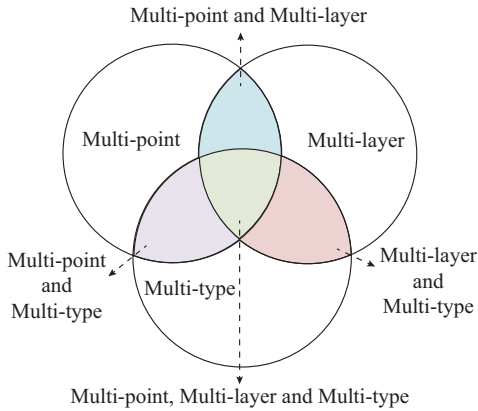 Multi-point and Multi-layer
Multi-point
Multi-layer
Multi-point
and
Multi-type
Multi-type
Multi-layer
and
Multi-type
Multi-point, Multi-layer and Multi-type